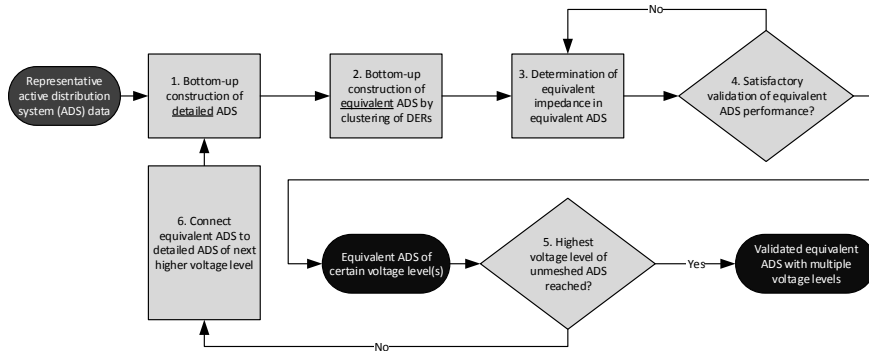 No
Representative
active distribution
system (ADS) data
1. Bottom-up
construction of
detailed ADS
2. Bottom-up
construction of
equivalent ADS by
clustering of DERs
3. Determination of
equivalent
impedance in
equivalent ADS
4. Satisfactory
validation of equivalent
ADS performance?
6. Connect
equivalent ADS to
detailed ADS of next
higher voltage level
Equivalent ADS of
certain voltage level(s)
5. Highest
voltage level of
unmeshed ADS
reached?
Yes
Validated equivalent
ADS with multiple
voltage levels
No